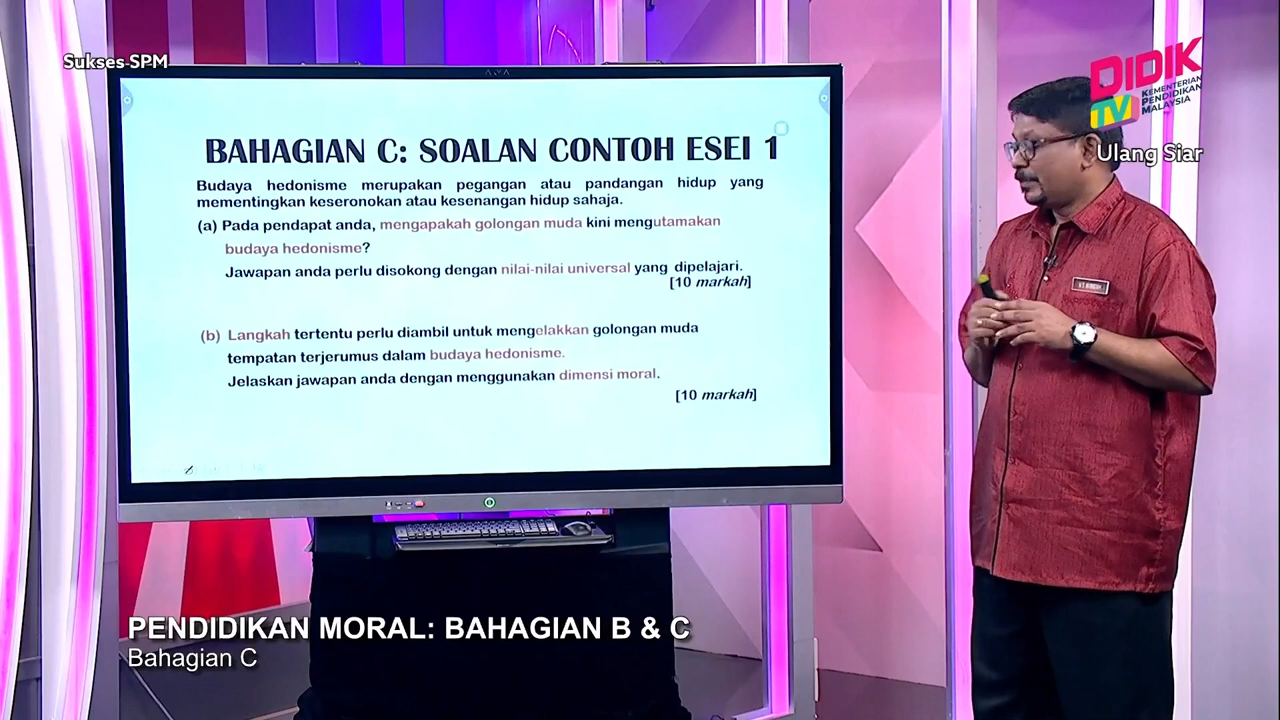 Sukses SPM
DIDIK
TV
KEMENTERIAN
PENDIDIKAN
MALAYSIA
Ulang Siar
BAHAGIAN C: SOALAN CONTOH ESEI 1
Budaya hedonisme merupakan pegangan atau pandangan hidup yang
mementingkan keseronokan atau kesenangan hidup sahaja.
(a) Pada pendapat anda, mengapakah golongan muda kini mengutamakan
budaya hedonisme?
Jawapan anda perlu disokong dengan nilai-nilai universal yang dipelajari.
[10 markah]
(b) Langkah tertentu perlu diambil untuk mengelakkan golongan muda
tempatan terjerumus dalam budaya hedonisme.
Jelaskan jawapan anda dengan menggunakan dimensi moral.
[10 markah]
PENDIDIKAN MORAL: BAHAGIAN B & C
Bahagian C